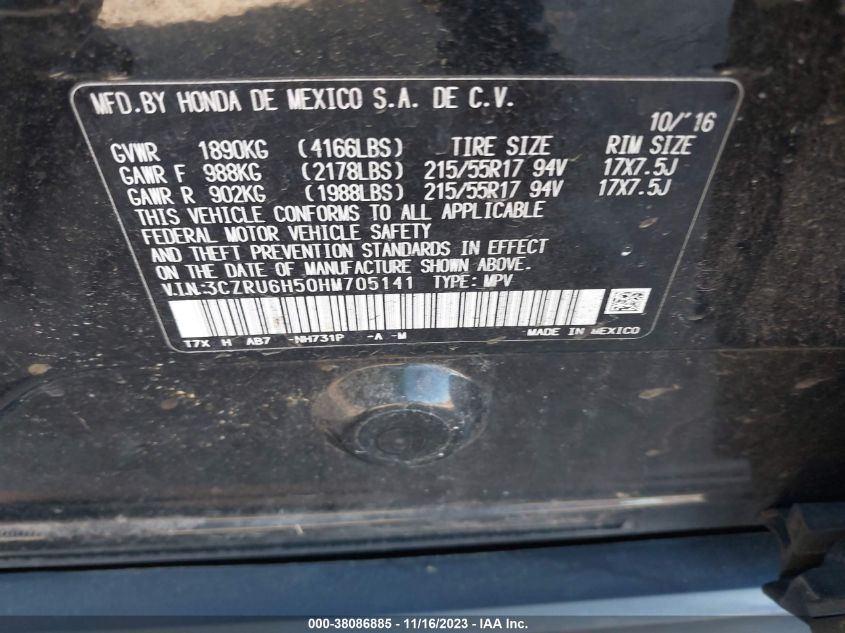 MFD.BY HONDA DE MEXICO S.A. DE C.V.
10/'16
GVWR 1890KG (4166LBS) TIRE SIZE RIM SIZE
GAWR F 988KG (2178LBS) 215/55R17 94V 17X7.5J
GAWR R 902KG (1988LBS) 215/55R17 94V 17X7.5J
THIS VEHICLE CONFORMS TO ALL APPLICABLE
FEDERAL MOTOR VEHICLE SAFETY
AND THEFT PREVENTION STANDARDS IN EFFECT
ON THE DATE OF MANUFACTURE SHOWN ABOVE.
V.I.N:3CZRU6H50HM705141 TYPE: MPV
T7X H AB7 -NH731P -A -M MADE IN MEXICO
000-38086885 - 11/16/2023 - IAA Inc.